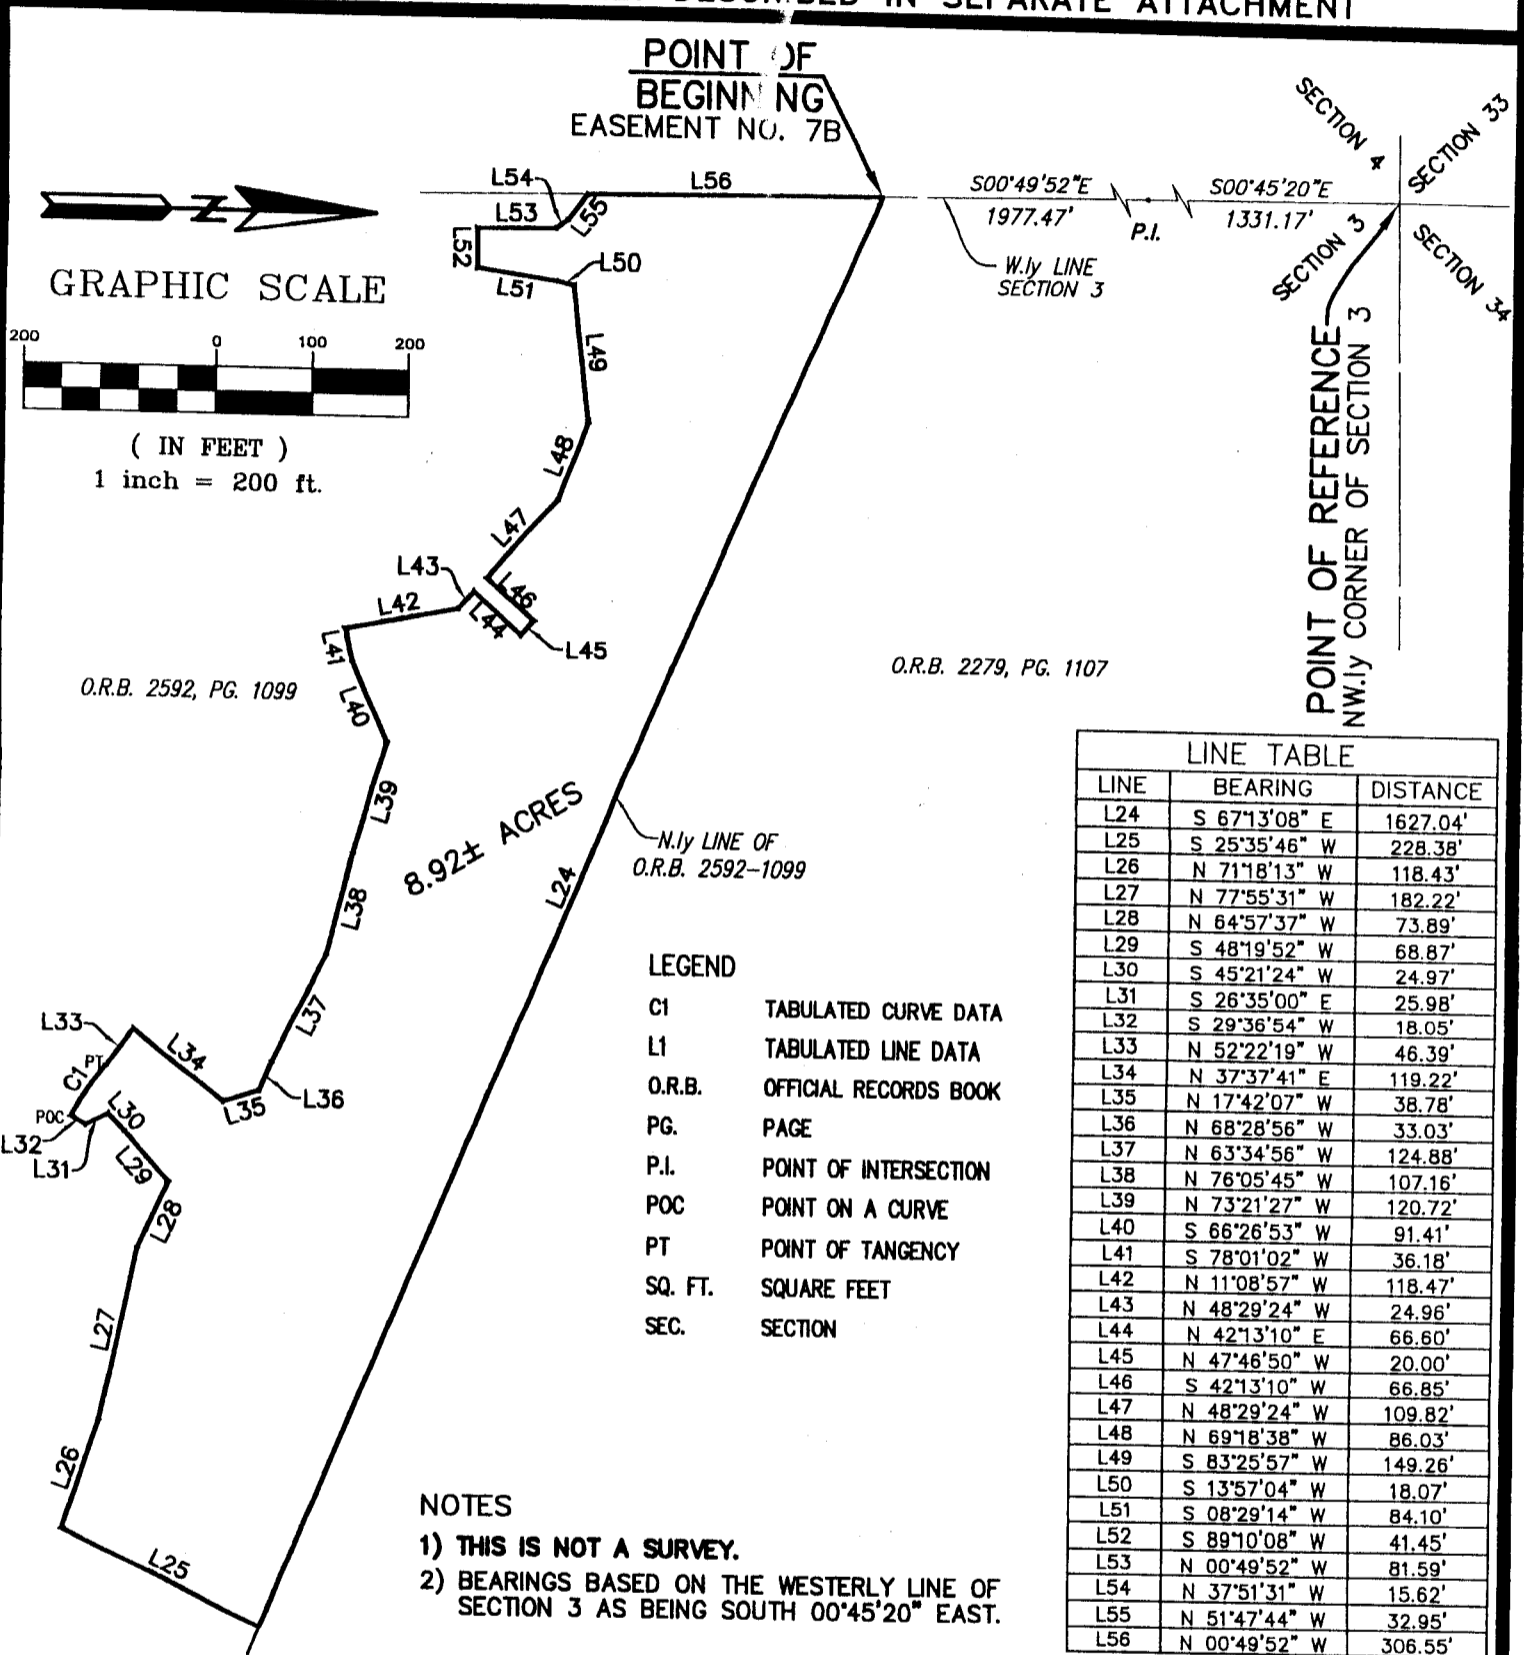 IN SEPARATE ATTACHMENT
POINT OF
BEGINNING
EASEMENT NO. 7B
SECTION 4
SECTION 33
SECTION 3
SECTION 34
S00°49'52"E
1977.47'
P.I.
S00°45'20"E
1331.17'
W.ly LINE
SECTION 3
POINT OF REFERENCE
NW.ly CORNER OF SECTION 3
N
GRAPHIC SCALE
200 0 100 200
( IN FEET )
1 inch = 200 ft.
L54
L56
L53
L55
L52
L50
L51
L49
L48
L47
L43
L46
L42
L44
L45
L41
L40
O.R.B. 2592, PG. 1099
O.R.B. 2279, PG. 1107
L39
8.92± ACRES
N.ly LINE OF
O.R.B. 2592-1099
L24
L38
L37
L33
L34
PT
C1
L36
L35
POC
L30
L32
L31
L29
L28
L27
L26
L25
LEGEND
C1 TABULATED CURVE DATA
L1 TABULATED LINE DATA
O.R.B. OFFICIAL RECORDS BOOK
PG. PAGE
P.I. POINT OF INTERSECTION
POC POINT ON A CURVE
PT POINT OF TANGENCY
SQ. FT. SQUARE FEET
SEC. SECTION
NOTES
1) THIS IS NOT A SURVEY.
2) BEARINGS BASED ON THE WESTERLY LINE OF
SECTION 3 AS BEING SOUTH 00°45'20" EAST.
LINE TABLE
LINE BEARING DISTANCE
L24 S 67°13'08" E 1627.04'
L25 S 25°35'46" W 228.38'
L26 N 71°18'13" W 118.43'
L27 N 77°55'31" W 182.22'
L28 N 64°57'37" W 73.89'
L29 S 48°19'52" W 68.87'
L30 S 45°21'24" W 24.97'
L31 S 26°35'00" E 25.98'
L32 S 29°36'54" W 18.05'
L33 N 52°22'19" W 46.39'
L34 N 37°37'41" E 119.22'
L35 N 17°42'07" W 38.78'
L36 N 68°28'56" W 33.03'
L37 N 63°34'56" W 124.88'
L38 N 76°05'45" W 107.16'
L39 N 73°21'27" W 120.72'
L40 S 66°26'53" W 91.41'
L41 S 78°01'02" W 36.18'
L42 N 11°08'57" W 118.47'
L43 N 48°29'24" W 24.96'
L44 N 42°13'10" E 66.60'
L45 N 47°46'50" W 20.00'
L46 S 42°13'10" W 66.85'
L47 N 48°29'24" W 109.82'
L48 N 69°18'38" W 86.03'
L49 S 83°25'57" W 149.26'
L50 S 13°57'04" W 18.07'
L51 S 08°29'14" W 84.10'
L52 S 89°10'08" W 41.45'
L53 N 00°49'52" W 81.59'
L54 N 37°51'31" W 15.62'
L55 N 51°47'44" W 32.95'
L56 N 00°49'52" W 306.55'